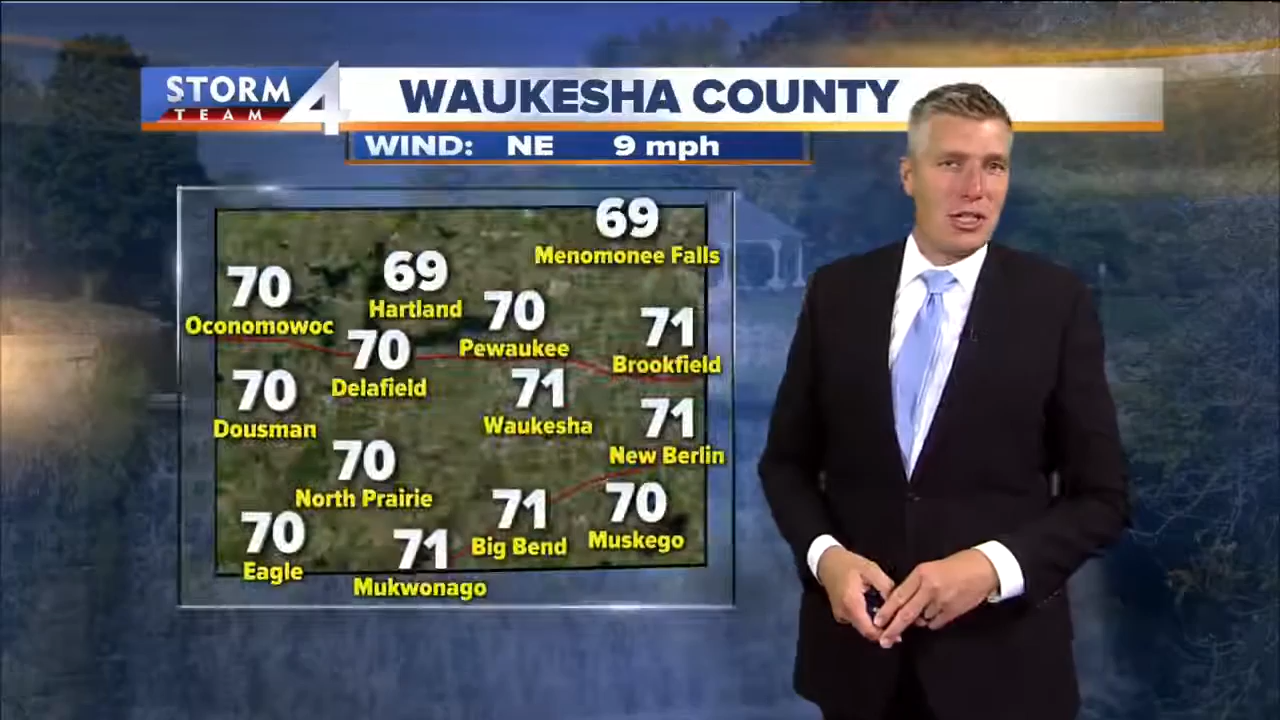 STORM TEAM 4
WAUKESHA COUNTY
WIND: NE 9 mph
69
Menomonee Falls
70
Oconomowoc
69
Hartland
70
Pewaukee
71
Brookfield
70
Delafield
70
Dousman
71
Waukesha
71
New Berlin
70
North Prairie
71
Big Bend
70
Muskego
70
Eagle
71
Mukwonago